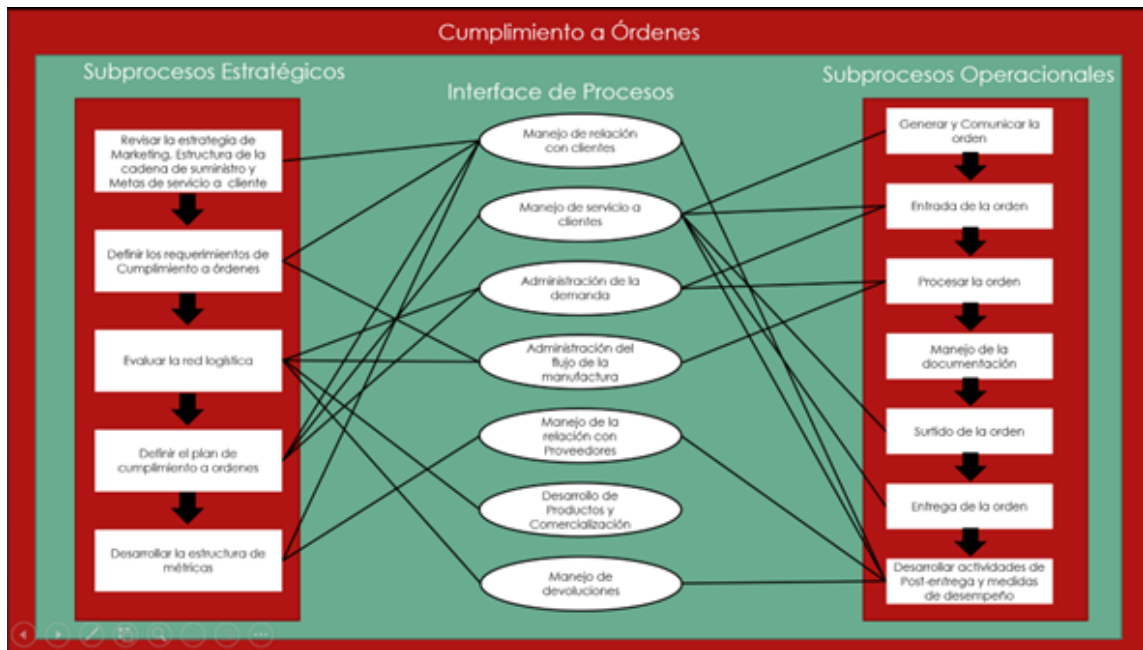 Cumplimiento a Órdenes
Subprocesos Estratégicos
Revisar la estrategia de
Marketing, Estructura de la
cadena de suministro y
Metas de servicio a cliente
Definir los requerimientos de
Cumplimiento a órdenes
Evaluar la red logística
Definir el plan de
cumplimiento a ordenes
Desarrollar la estructura de
métricas
Interface de Procesos
Manejo de relación
con clientes
Manejo de servicio a
clientes
Administración de la
demanda
Administración del
flujo de la
manufactura
Manejo de la
relación con
Proveedores
Desarrollo de
Productos y
Comercialización
Manejo de
devoluciones
Subprocesos Operacionales
Generar y Comunicar la
orden
Entrada de la orden
Procesar la orden
Manejo de la
documentación
Surtido de la orden
Entrega de la orden
Desarrollar actividades de
Post-entrega y medidas
de desempeño